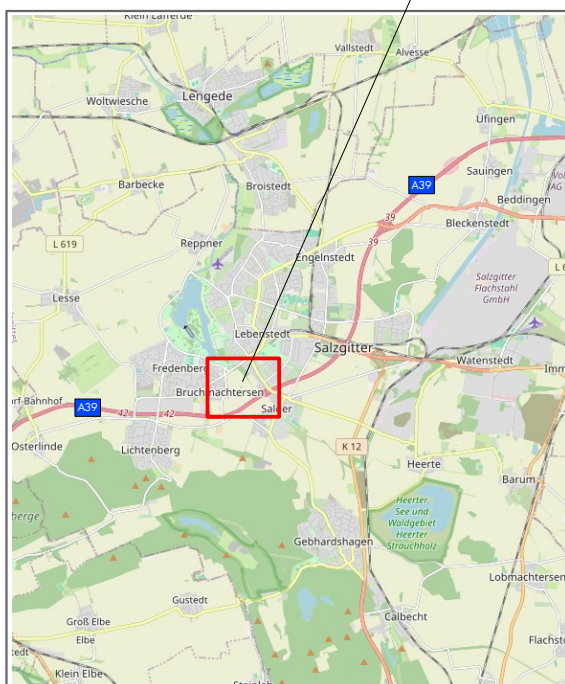 Klein Lafferde
Vallstedt
Alvesse
Lengede
Woltwiesche
Üfingen
Barbecke
Broistedt
A39
Sauingen
Beddingen
39
Bleckenstedt
Reppner
L 619
39
Engelnstedt
Salzgitter
Flachstahl
GmbH
Lesse
Lebenstedt
Salzgitter
Watenstedt
Fredenberg
Bruchmachtersen
A39
42
42
Salder
Osterlinde
Lichtenberg
K 12
Heerte
Barum
Heerter
See und
Waldgebiet
Heerter
Strauchholz
Gebhardshagen
Lobmachtersen
Gustedt
Calbecht
Groß Elbe
Elbe
Flachstö
Klein Elbe